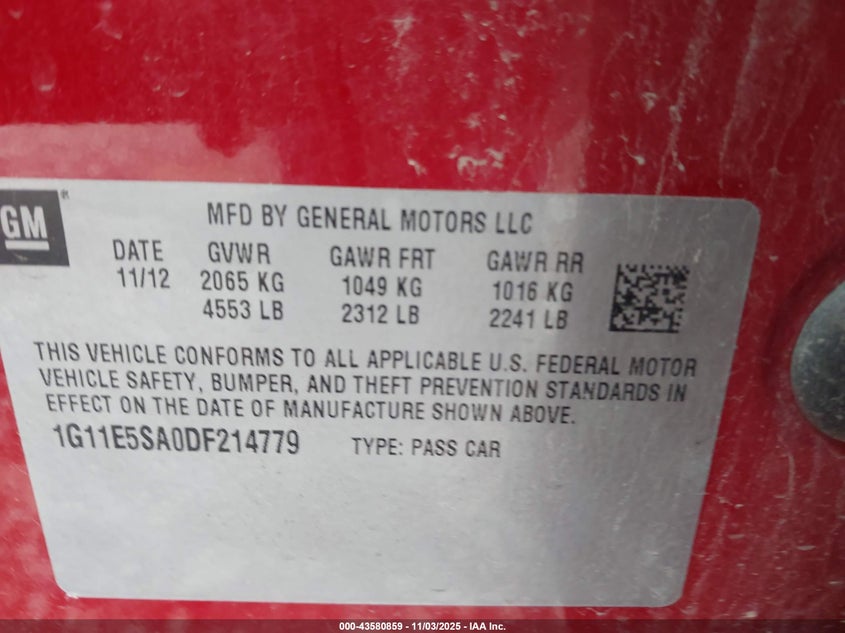 GM®
MFD BY GENERAL MOTORS LLC
DATE GVWR GAWR FRT GAWR RR
11/12 2065 KG 1049 KG 1016 KG
4553 LB 2312 LB 2241 LB
THIS VEHICLE CONFORMS TO ALL APPLICABLE U.S. FEDERAL MOTOR
VEHICLE SAFETY, BUMPER, AND THEFT PREVENTION STANDARDS IN
EFFECT ON THE DATE OF MANUFACTURE SHOWN ABOVE.
1G11E5SA0DF214779 TYPE: PASS CAR
000-43580859 - 11/03/2025 - IAA Inc.